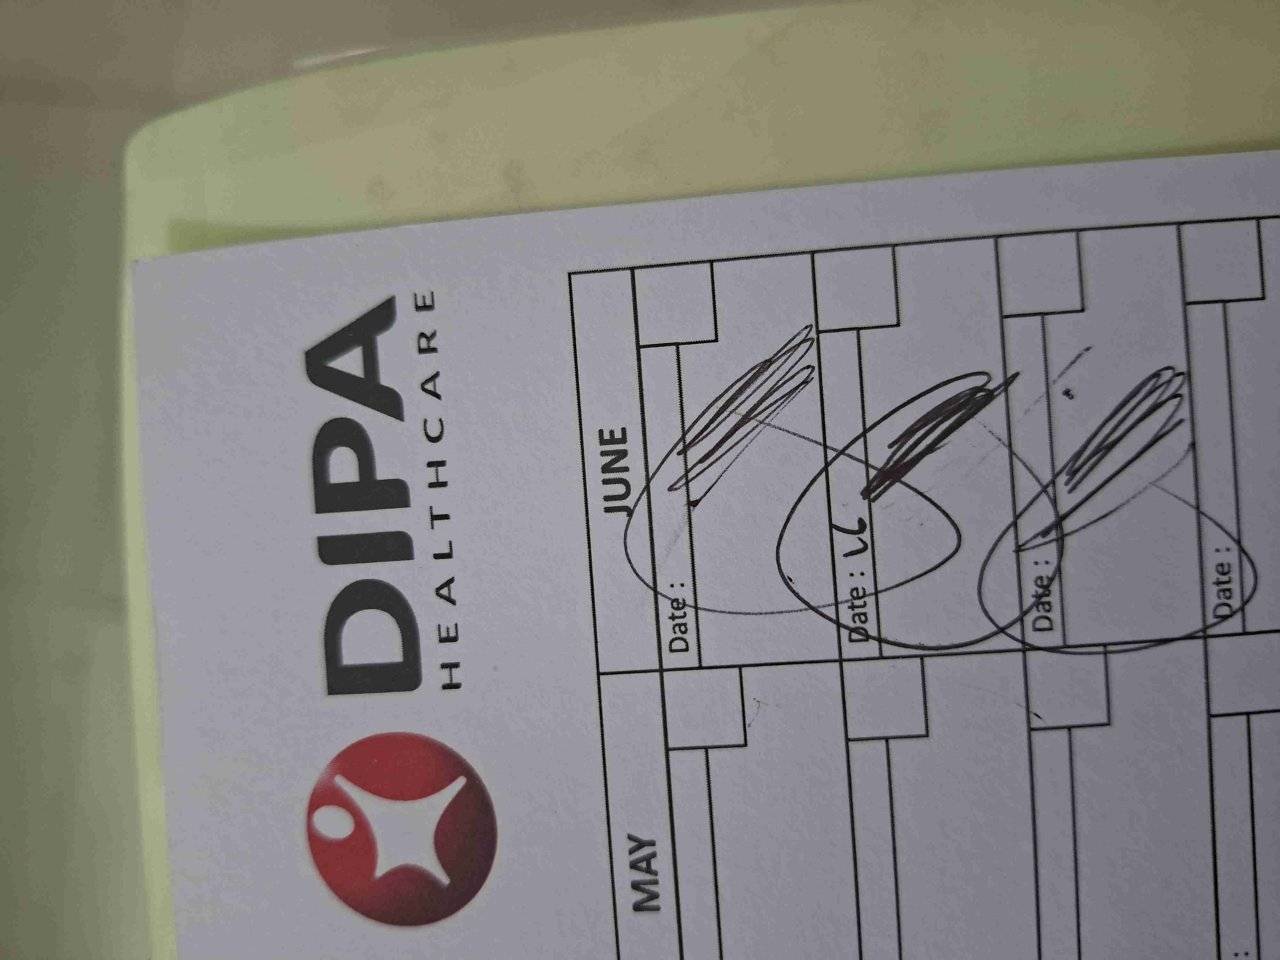 DIPA
HEALTHCARE
MAY
JUNE
Date :
Date :
Date :
Date :